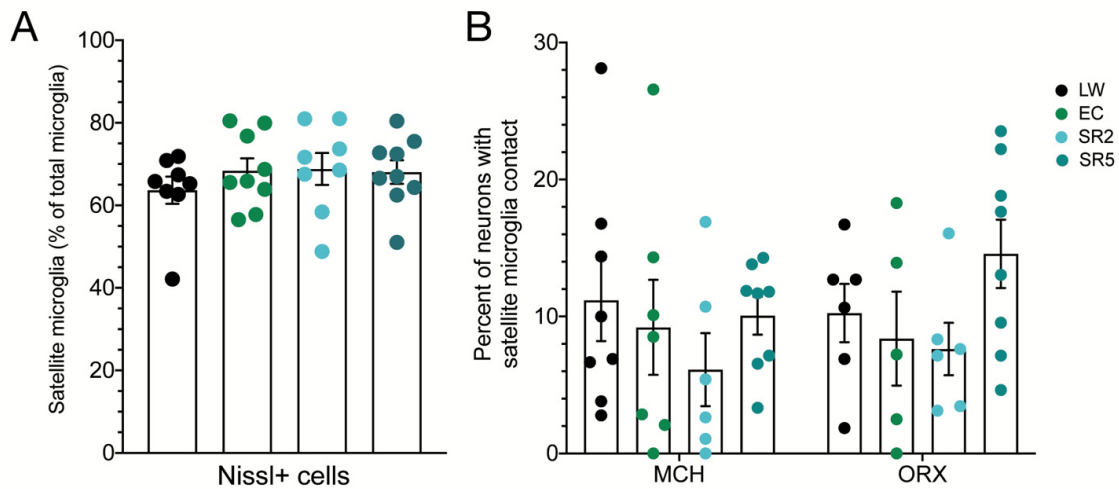 A
Satellite microglia (% of total microglia)
100
80
60
40
20
0
Nissl+ cells
B
Percent of neurons with
satellite microglia contact
30
20
10
0
MCH
ORX
LW
EC
SR2
SR5